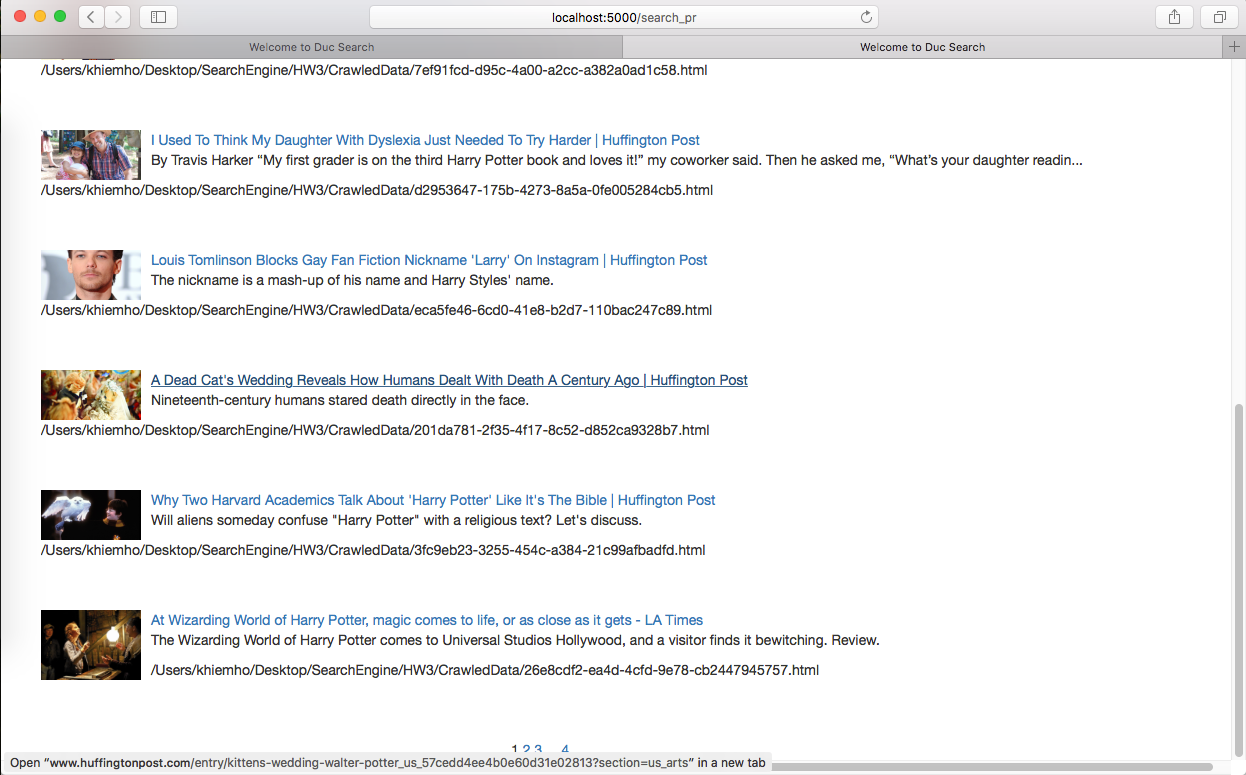 localhost:5000/search_pr
Welcome to Duc Search
Welcome to Duc Search
/Users/khiemho/Desktop/SearchEngine/HW3/CrawledData/7ef91fcd-d95c-4a00-a2cc-a382a0ad1c58.html
I Used To Think My Daughter With Dyslexia Just Needed To Try Harder | Huffington Post
By Travis Harker “My first grader is on the third Harry Potter book and loves it!” my coworker said. Then he asked me, “What’s your daughter readin...
/Users/khiemho/Desktop/SearchEngine/HW3/CrawledData/d2953647-175b-4273-8a5a-0fe005284cb5.html
Louis Tomlinson Blocks Gay Fan Fiction Nickname 'Larry' On Instagram | Huffington Post
The nickname is a mash-up of his name and Harry Styles' name.
/Users/khiemho/Desktop/SearchEngine/HW3/CrawledData/eca5fe46-6cd0-41e8-b2d7-110bac247c89.html
A Dead Cat's Wedding Reveals How Humans Dealt With Death A Century Ago | Huffington Post
Nineteenth-century humans stared death directly in the face.
/Users/khiemho/Desktop/SearchEngine/HW3/CrawledData/201da781-2f35-4f17-8c52-d852ca9328b7.html
Why Two Harvard Academics Talk About 'Harry Potter' Like It's The Bible | Huffington Post
Will aliens someday confuse "Harry Potter" with a religious text? Let's discuss.
/Users/khiemho/Desktop/SearchEngine/HW3/CrawledData/3fc9eb23-3255-454c-a384-21c99afbadfd.html
At Wizarding World of Harry Potter, magic comes to life, or as close as it gets - LA Times
The Wizarding World of Harry Potter comes to Universal Studios Hollywood, and a visitor finds it bewitching. Review.
/Users/khiemho/Desktop/SearchEngine/HW3/CrawledData/26e8cdf2-ea4d-4cfd-9e78-cb2447945757.html
1 2 3 4
Open “www.huffingtonpost.com/entry/kittens-wedding-walter-potter_us_57cedd4ee4b0e60d31e02813?section=us_arts” in a new tab